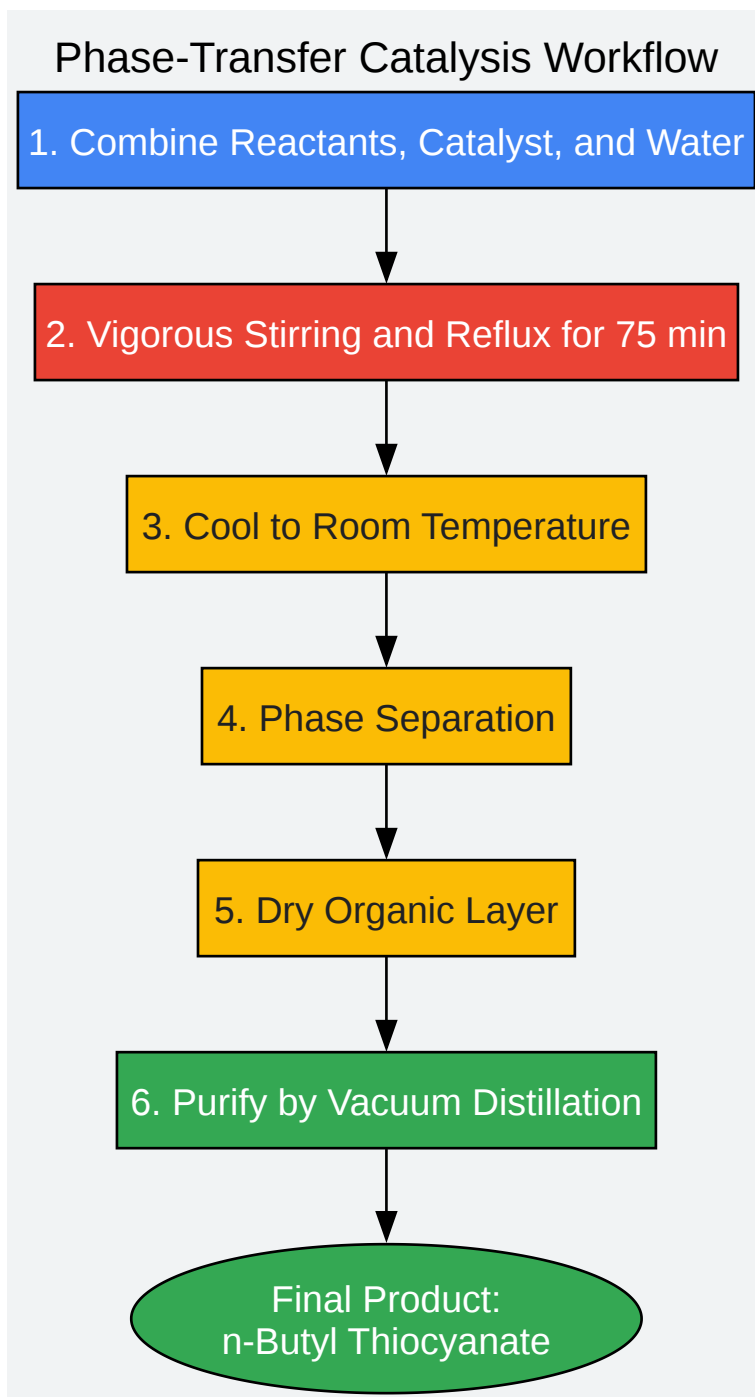 Phase-Transfer Catalysis Workflow
1. Combine Reactants, Catalyst, and Water
2. Vigorous Stirring and Reflux for 75 min
3. Cool to Room Temperature
4. Phase Separation
5. Dry Organic Layer
6. Purify by Vacuum Distillation
Final Product:
n-Butyl Thiocyanate